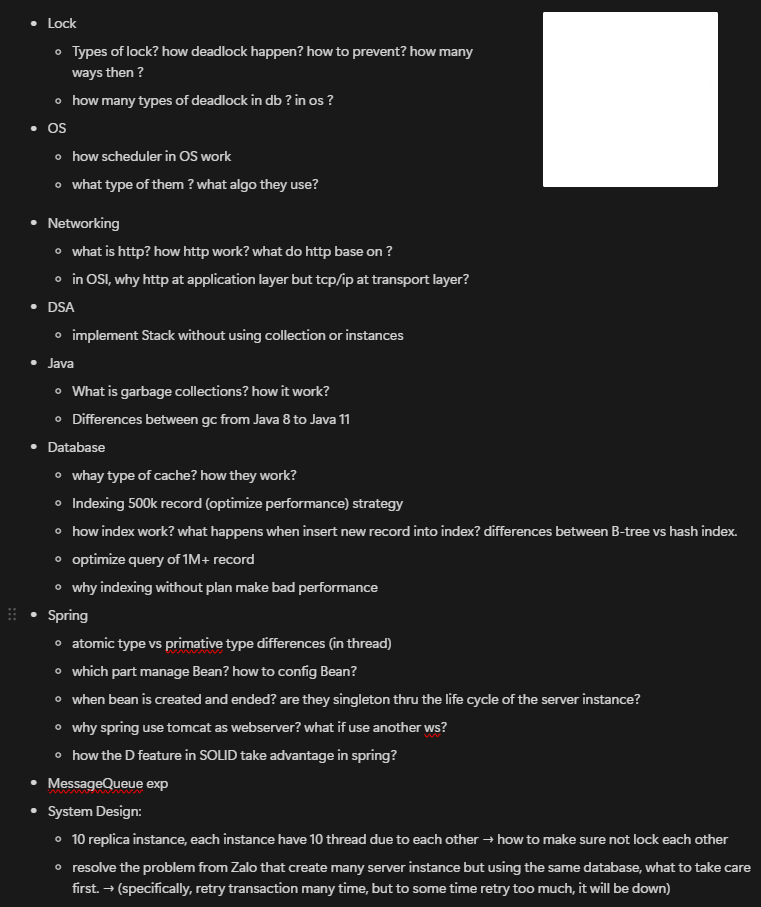 Lock
Types of lock? how deadlock happen? how to prevent? how many
ways then ?
how many types of deadlock in db ? in os ?
OS
how scheduler in OS work
what type of them ? what algo they use?
Networking
what is http? how http work? what do http base on ?
in OSI, why http at application layer but tcp/ip at transport layer?
DSA
implement Stack without using collection or instances
Java
What is garbage collections? how it work?
Differences between gc from Java 8 to Java 11
Database
whay type of cache? how they work?
Indexing 500k record (optimize performance) strategy
how index work? what happens when insert new record into index? differences between B-tree vs hash index.
optimize query of 1M+ record
why indexing without plan make bad performance
Spring
atomic type vs primative type differences (in thread)
which part manage Bean? how to config Bean?
when bean is created and ended? are they singleton thru the life cycle of the server instance?
why spring use tomcat as webserver? what if use another ws?
how the D feature in SOLID take advantage in spring?
MessageQueue exp
System Design:
10 replica instance, each instance have 10 thread due to each other → how to make sure not lock each other
resolve the problem from Zalo that create many server instance but using the same database, what to take care
first. → (specifically, retry transaction many time, but to some time retry too much, it will be down)